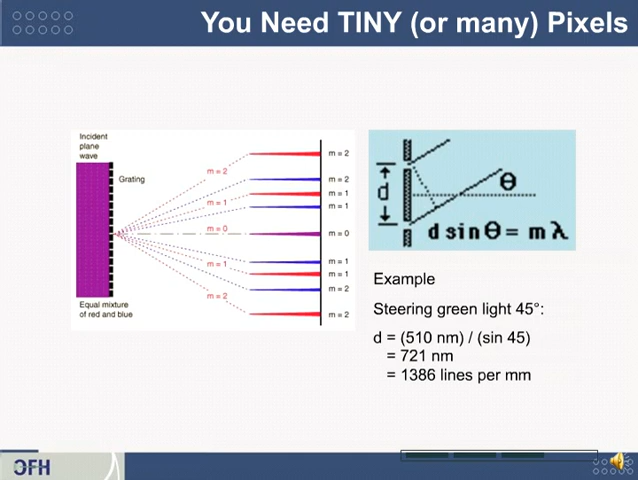 You Need TINY (or many) Pixels
Incident
plane
wave
Grating
m = 2
m = 1
m = 0
m = 1
m = 2
m = 2
m = 2
m = 1
m = 1
m = 0
m = 1
m = 1
m = 2
m = 2
Equal mixture
of red and blue
d
θ
d sin θ = m λ
Example
Steering green light 45°:
d = (510 nm) / (sin 45)
= 721 nm
= 1386 lines per mm
OFH